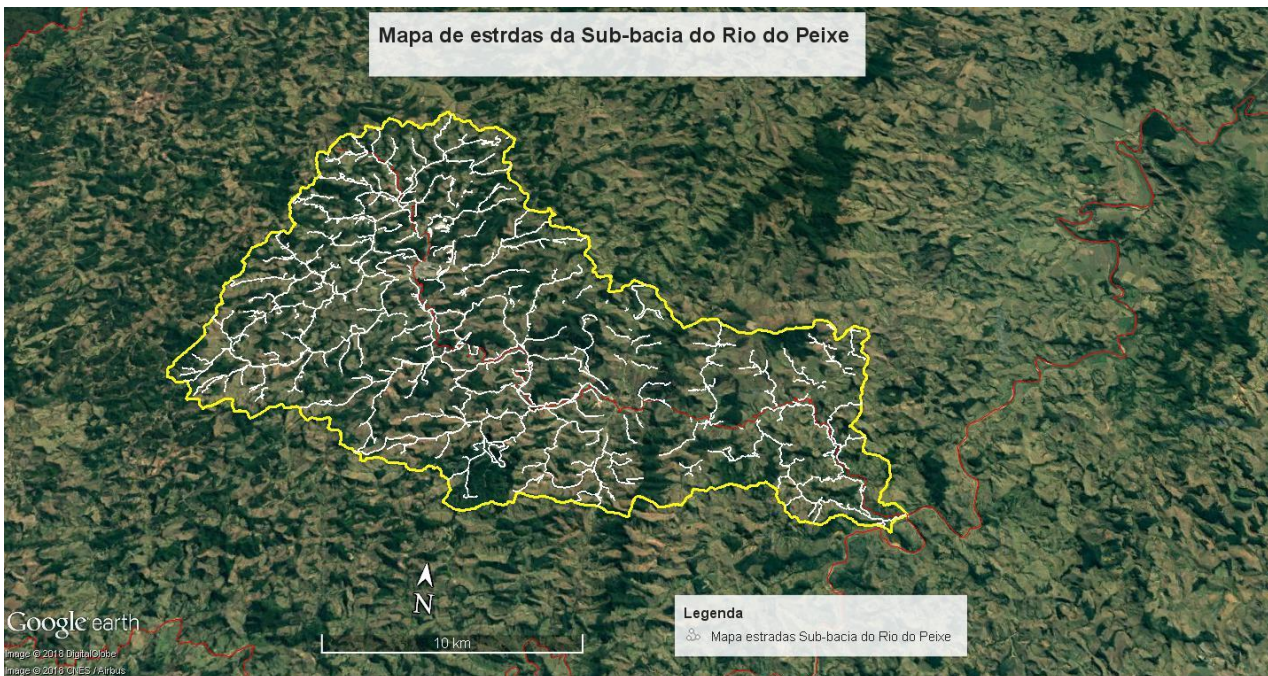 Mapa de estrdas da Sub-bacia do Rio do Peixe
N
Legenda
Mapa estradas Sub-bacia do Rio do Peixe
10 km
Google earth
Image © 2018 DigitalGlobe
Image © 2018 CNES / Airbus